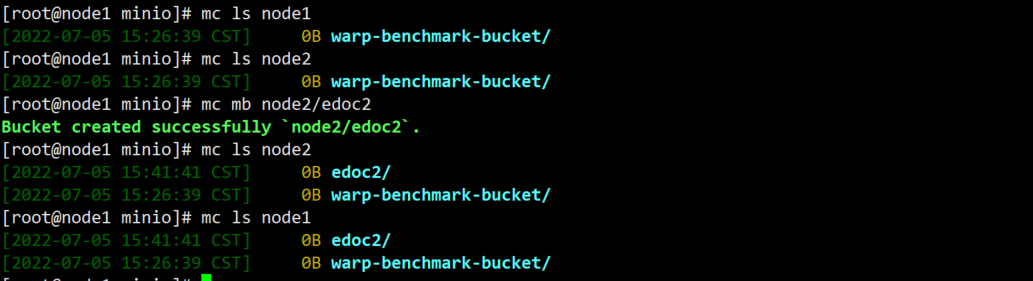 [root@node1 minio]# mc ls node1
[2022-07-05 15:26:39 CST]     0B warp-benchmark-bucket/
[root@node1 minio]# mc ls node2
[2022-07-05 15:26:39 CST]     0B warp-benchmark-bucket/
[root@node1 minio]# mc mb node2/edoc2
Bucket created successfully `node2/edoc2`.
[root@node1 minio]# mc ls node2
[2022-07-05 15:41:41 CST]     0B edoc2/
[2022-07-05 15:26:39 CST]     0B warp-benchmark-bucket/
[root@node1 minio]# mc ls node1
[2022-07-05 15:41:41 CST]     0B edoc2/
[2022-07-05 15:26:39 CST]     0B warp-benchmark-bucket/
[root@node1 minio]#